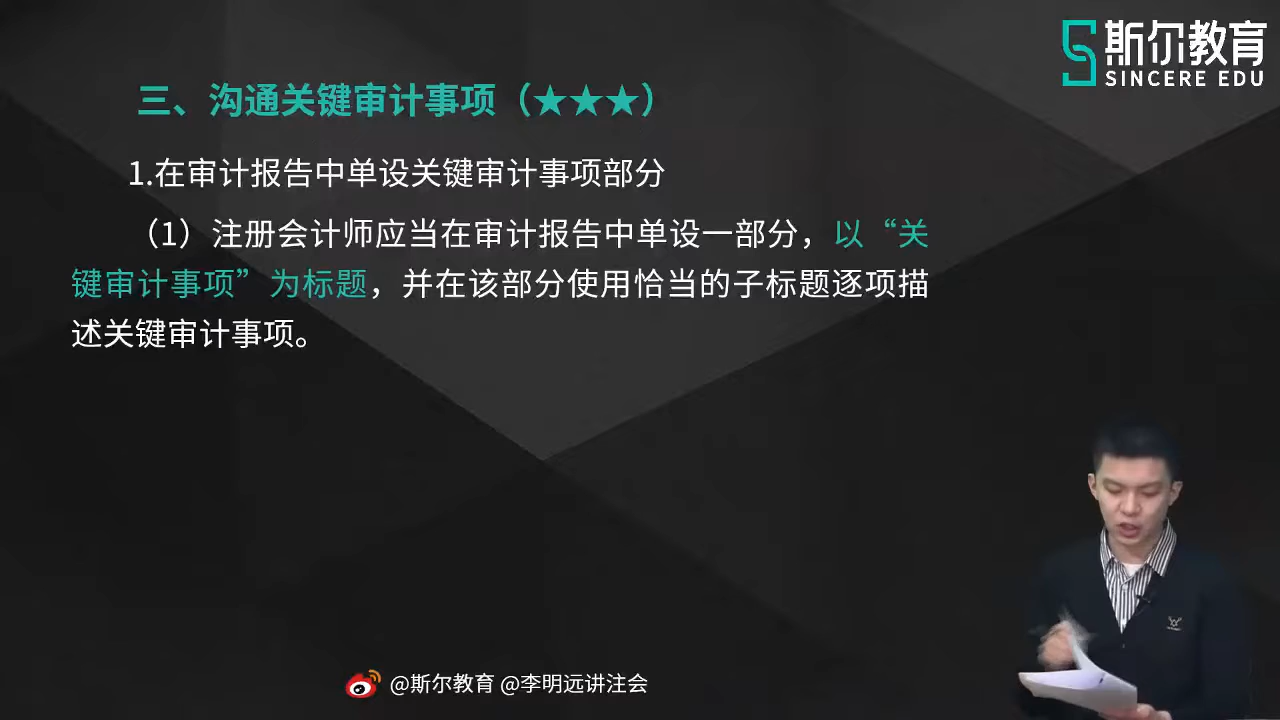 斯尔教育
SINCERE EDU
三、沟通关键审计事项（★★★）
1.在审计报告中单设关键审计事项部分
（1）注册会计师应当在审计报告中单设一部分，以“关
键审计事项”为标题，并在该部分使用恰当的子标题逐项描
述关键审计事项。
@斯尔教育 @李明远讲注会